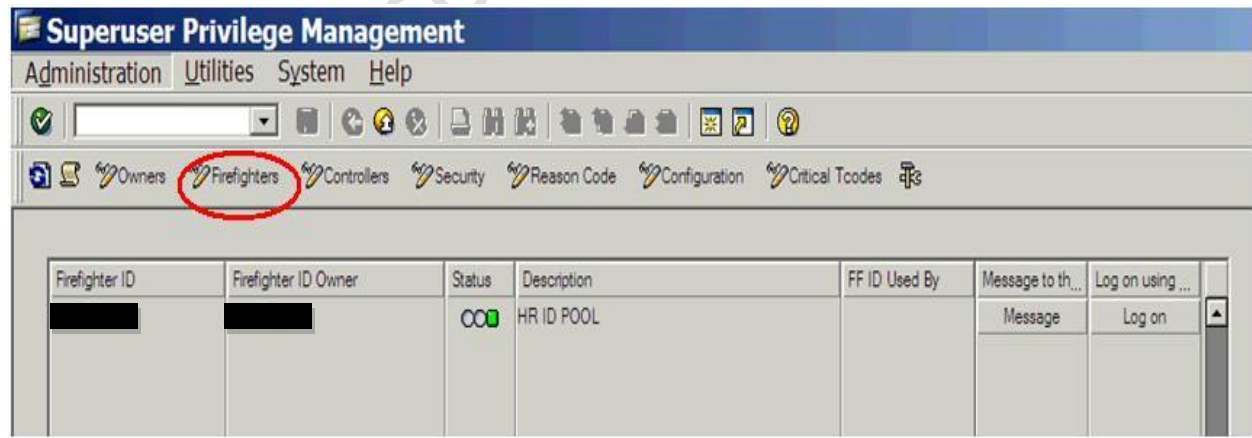 Superuser Privilege Management
Administration Utilities System Help
Owners Firefighters Controllers Security Reason Code Configuration Critical Tcodes
Firefighter ID Firefighter ID Owner Status Description FF ID Used By Message to th... Log on using ...
HR ID POOL Message Log on